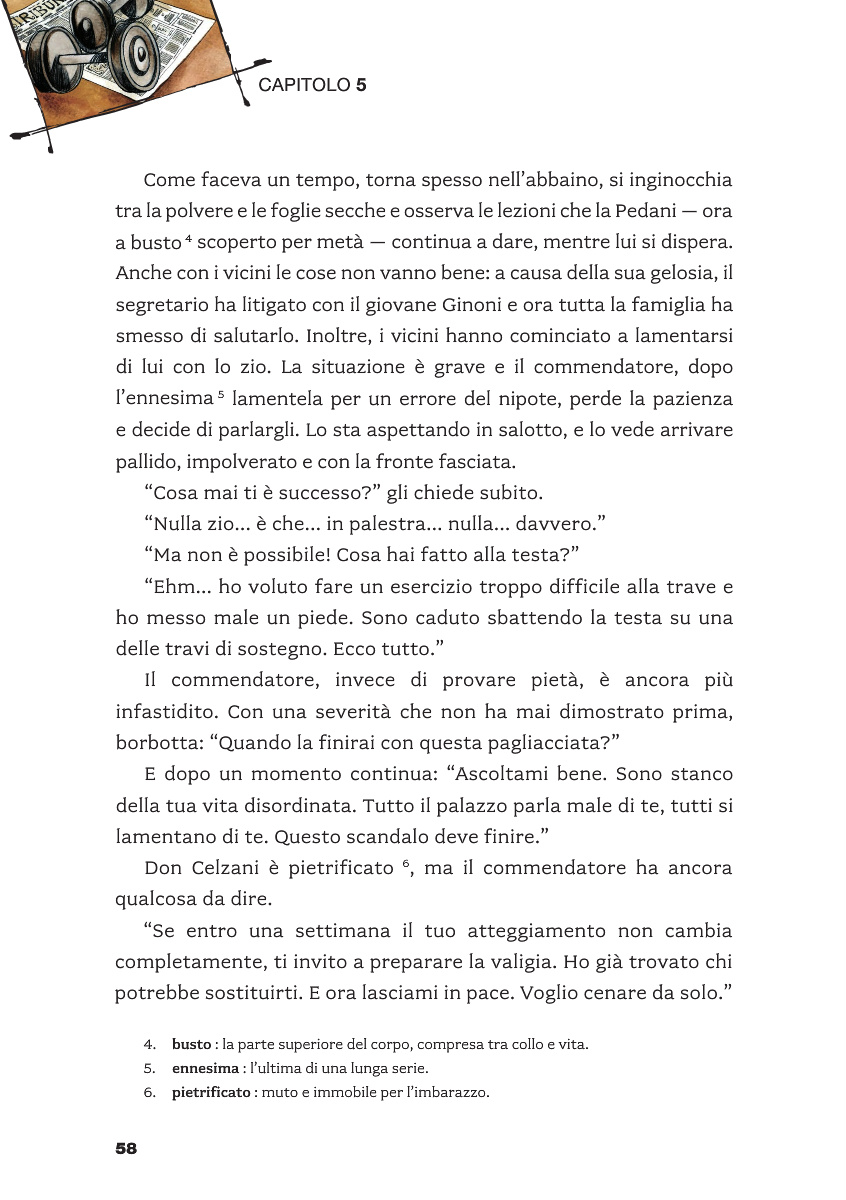 TRIBU
CAPITOLO 5
Come faceva un tempo, torna spesso nell’abbaino, si inginocchia
tra la polvere e le foglie secche e osserva le lezioni che la Pedani — ora
a busto 4 scoperto per metà — continua a dare, mentre lui si dispera.
Anche con i vicini le cose non vanno bene: a causa della sua gelosia, il
segretario ha litigato con il giovane Ginoni e ora tutta la famiglia ha
smesso di salutarlo. Inoltre, i vicini hanno cominciato a lamentarsi
di lui con lo zio. La situazione è grave e il commendatore, dopo
l’ennesima 5 lamentela per un errore del nipote, perde la pazienza
e decide di parlargli. Lo sta aspettando in salotto, e lo vede arrivare
pallido, impolverato e con la fronte fasciata.
“Cosa mai ti è successo?” gli chiede subito.
“Nulla zio... è che... in palestra... nulla... davvero.”
“Ma non è possibile! Cosa hai fatto alla testa?”
“Ehm... ho voluto fare un esercizio troppo difficile alla trave e
ho messo male un piede. Sono caduto sbattendo la testa su una
delle travi di sostegno. Ecco tutto.”
Il commendatore, invece di provare pietà, è ancora più
infastidito. Con una severità che non ha mai dimostrato prima,
borbotta: “Quando la finirai con questa pagliacciata?”
E dopo un momento continua: “Ascoltami bene. Sono stanco
della tua vita disordinata. Tutto il palazzo parla male di te, tutti si
lamentano di te. Questo scandalo deve finire.”
Don Celzani è pietrificato 6, ma il commendatore ha ancora
qualcosa da dire.
“Se entro una settimana il tuo atteggiamento non cambia
completamente, ti invito a preparare la valigia. Ho già trovato chi
potrebbe sostituirti. E ora lasciami in pace. Voglio cenare da solo.”
4. busto : la parte superiore del corpo, compresa tra collo e vita.
5. ennesima : l’ultima di una lunga serie.
6. pietrificato : muto e immobile per l’imbarazzo.
58